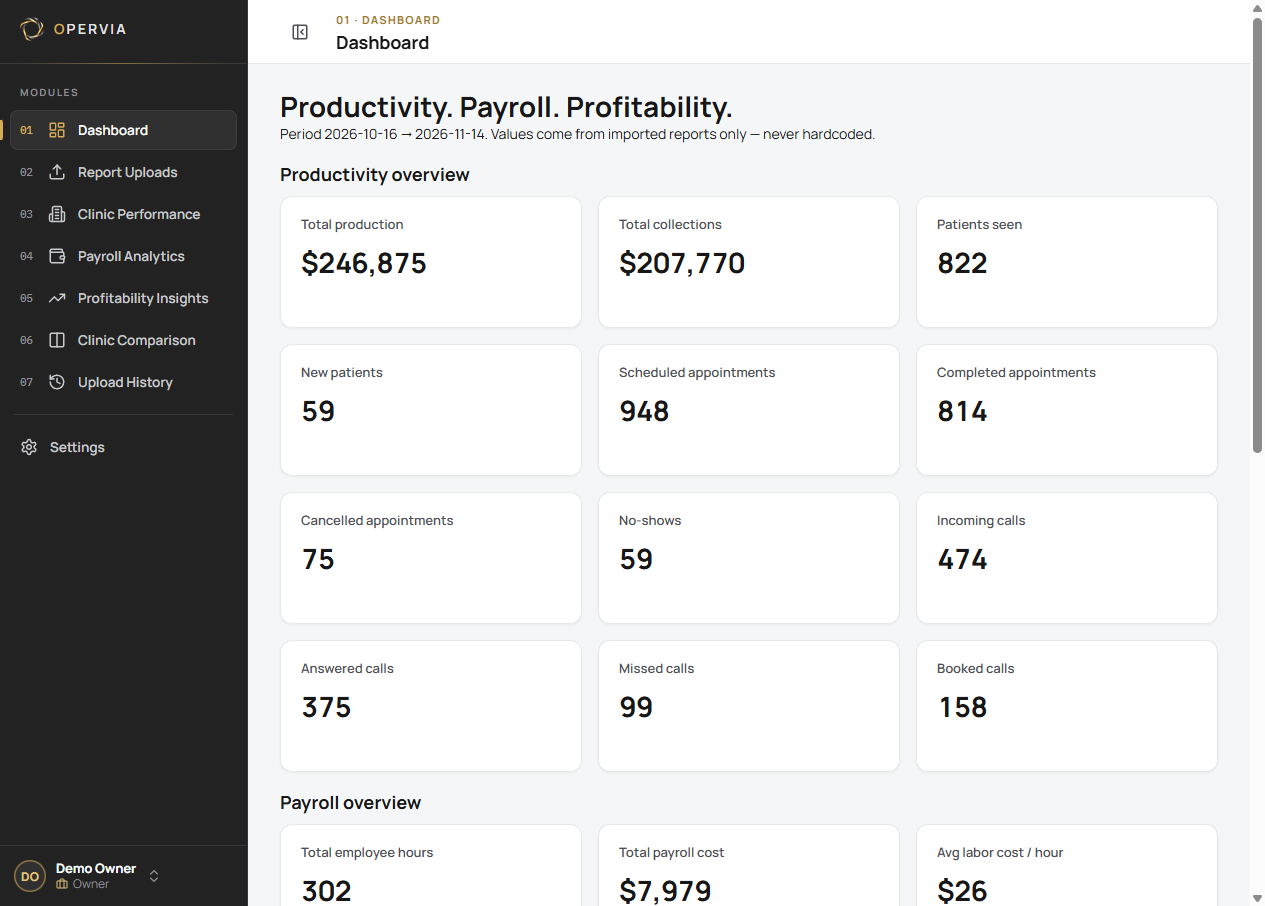 OPERVIA
MODULES
01 Dashboard
02 Report Uploads
03 Clinic Performance
04 Payroll Analytics
05 Profitability Insights
06 Clinic Comparison
07 Upload History
Settings
DO Demo Owner
Owner
01 · DASHBOARD
Dashboard
Productivity. Payroll. Profitability.
Period 2026-10-16 → 2026-11-14. Values come from imported reports only — never hardcoded.
Productivity overview
Total production
$246,875
Total collections
$207,770
Patients seen
822
New patients
59
Scheduled appointments
948
Completed appointments
814
Cancelled appointments
75
No-shows
59
Incoming calls
474
Answered calls
375
Missed calls
99
Booked calls
158
Payroll overview
Total employee hours
302
Total payroll cost
$7,979
Avg labor cost / hour
$26